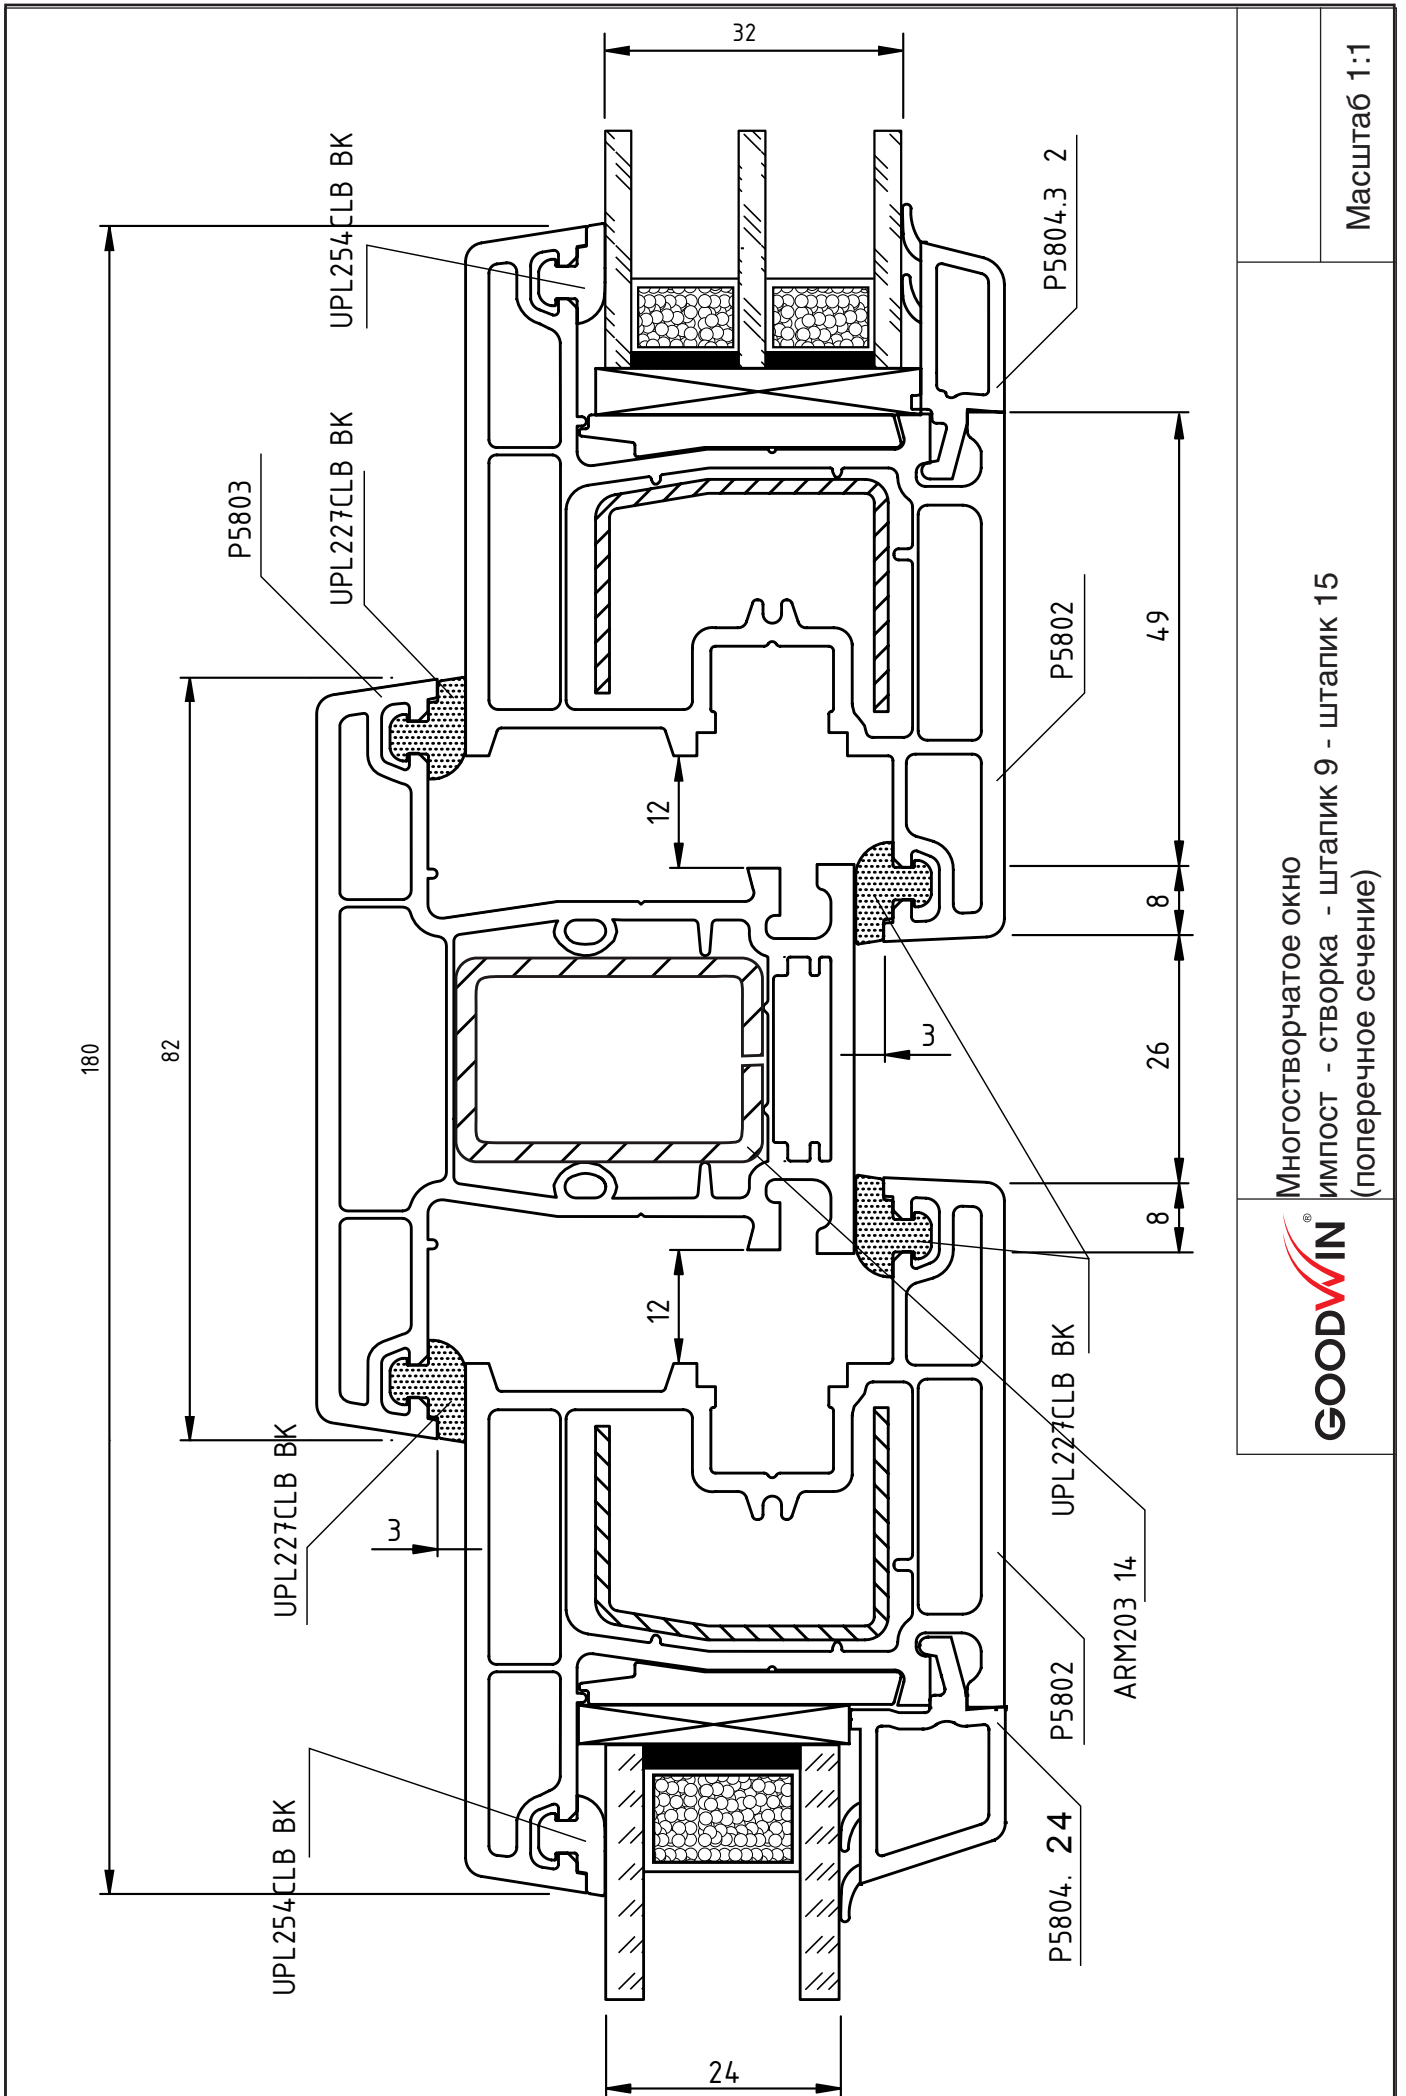 32
UPL254CLB BK
P5804.3 2
Масштаб 1:1
UPL227CLB BK
P5803
P5802
49
12
8
180
82
3
26
Многостворчатое окно
импост - створка - штапик 9 - штапик 15
(поперечное сечение)
8
12
GOODWIN ®
UPL227CLB BK
UPL227CLB BK
3
ARM203 14
P5802
P5804. 24
UPL254CLB BK
24